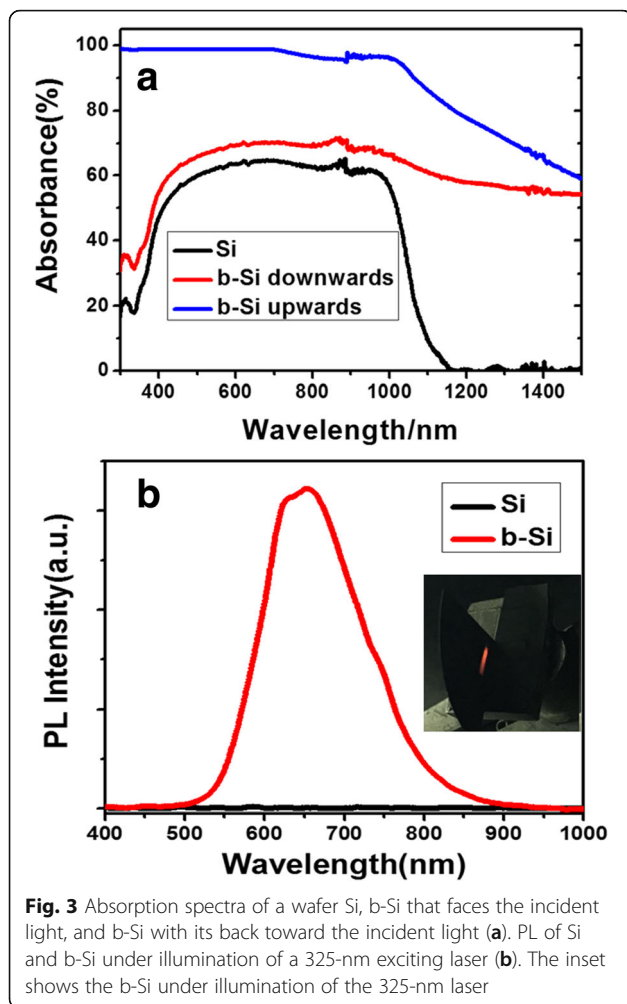 100
80
60
40
20
0
Absorbance(%)
a
Si
b-Si downwards
b-Si upwards
400 600 800 1000 1200 1400
Wavelength/nm
b
Si
b-Si
PL Intensity(a.u.)
400 500 600 700 800 900 1000
Wavelength(nm)
Fig. 3 Absorption spectra of a wafer Si, b-Si that faces the incident
light, and b-Si with its back toward the incident light (a). PL of Si
and b-Si under illumination of a 325-nm exciting laser (b). The inset
shows the b-Si under illumination of the 325-nm laser